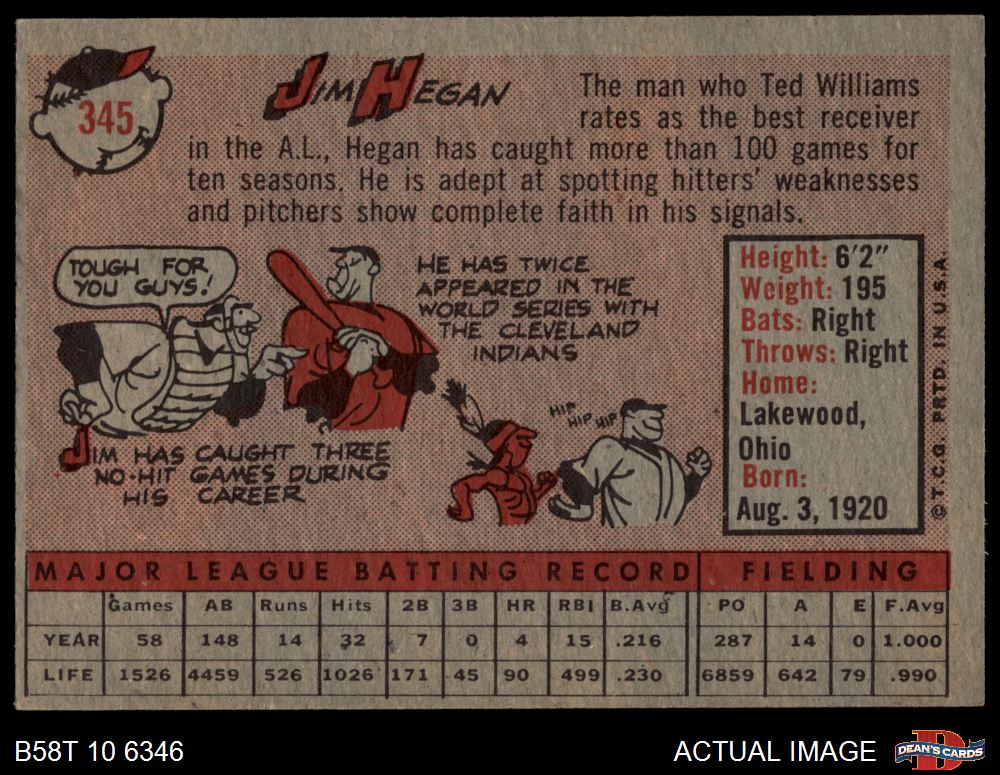 345
JIM HEGAN
The man who Ted Williams
rates as the best receiver
in the A.L., Hegan has caught more than 100 games for
ten seasons. He is adept at spotting hitters' weaknesses
and pitchers show complete faith in his signals.
TOUGH FOR
YOU GUYS!
JIM HAS CAUGHT THREE
NO-HIT GAMES DURING
HIS CAREER
HE HAS TWICE
APPEARED IN THE
WORLD SERIES WITH
THE CLEVELAND
INDIANS
HIP HIP HIP
Height: 6'2"
Weight: 195
Bats: Right
Throws: Right
Home:
Lakewood,
Ohio
Born:
Aug. 3, 1920
© T.C.G. PRTD. IN U.S.A.
MAJOR LEAGUE BATTING RECORD FIELDING
Games AB Runs Hits 2B 3B HR RBI B.Avg PO A E F.Avg
YEAR 58 148 14 32 7 0 4 15 .216 287 14 0 1.000
LIFE 1526 4459 526 1026 171 45 90 499 .230 6859 642 79 .990
B58T 10 6346 ACTUAL IMAGE DEAN'S CARDS